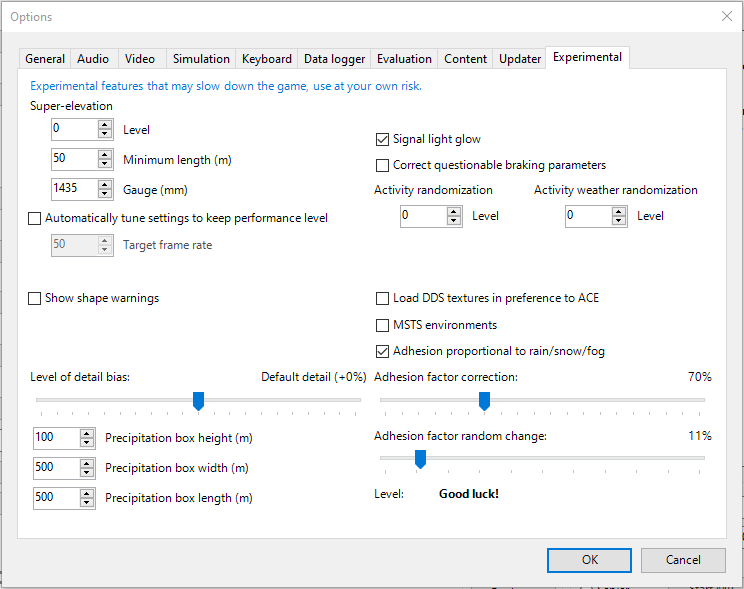 Options
General Audio Video Simulation Keyboard Data logger Evaluation Content Updater Experimental
Experimental features that may slow down the game, use at your own risk.
Super-elevation
0 Level
50 Minimum length (m)
1435 Gauge (mm)
Automatically tune settings to keep performance level
50 Target frame rate
Signal light glow
Correct questionable braking parameters
Activity randomization Activity weather randomization
0 Level 0 Level
Show shape warnings
Load DDS textures in preference to ACE
MSTS environments
Adhesion proportional to rain/snow/fog
Level of detail bias: Default detail (+0%)
100 Precipitation box height (m)
500 Precipitation box width (m)
500 Precipitation box length (m)
Adhesion factor correction: 70%
Adhesion factor random change: 11%
Level: Good luck!
OK Cancel